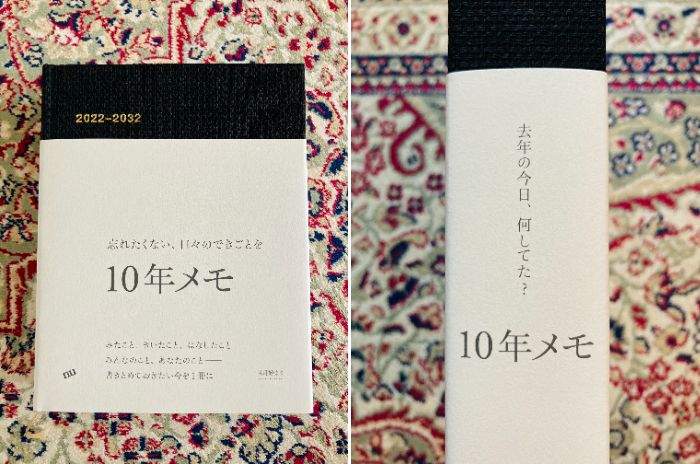 2022–2032
忘れたくない、日々のできごとを
10年メモ
みたこと、きいたこと、はなしたこと
みんなのこと、あなたのこと――
書きとめておきたい今を1冊に
nu
去年の今日、何してた？
10年メモ